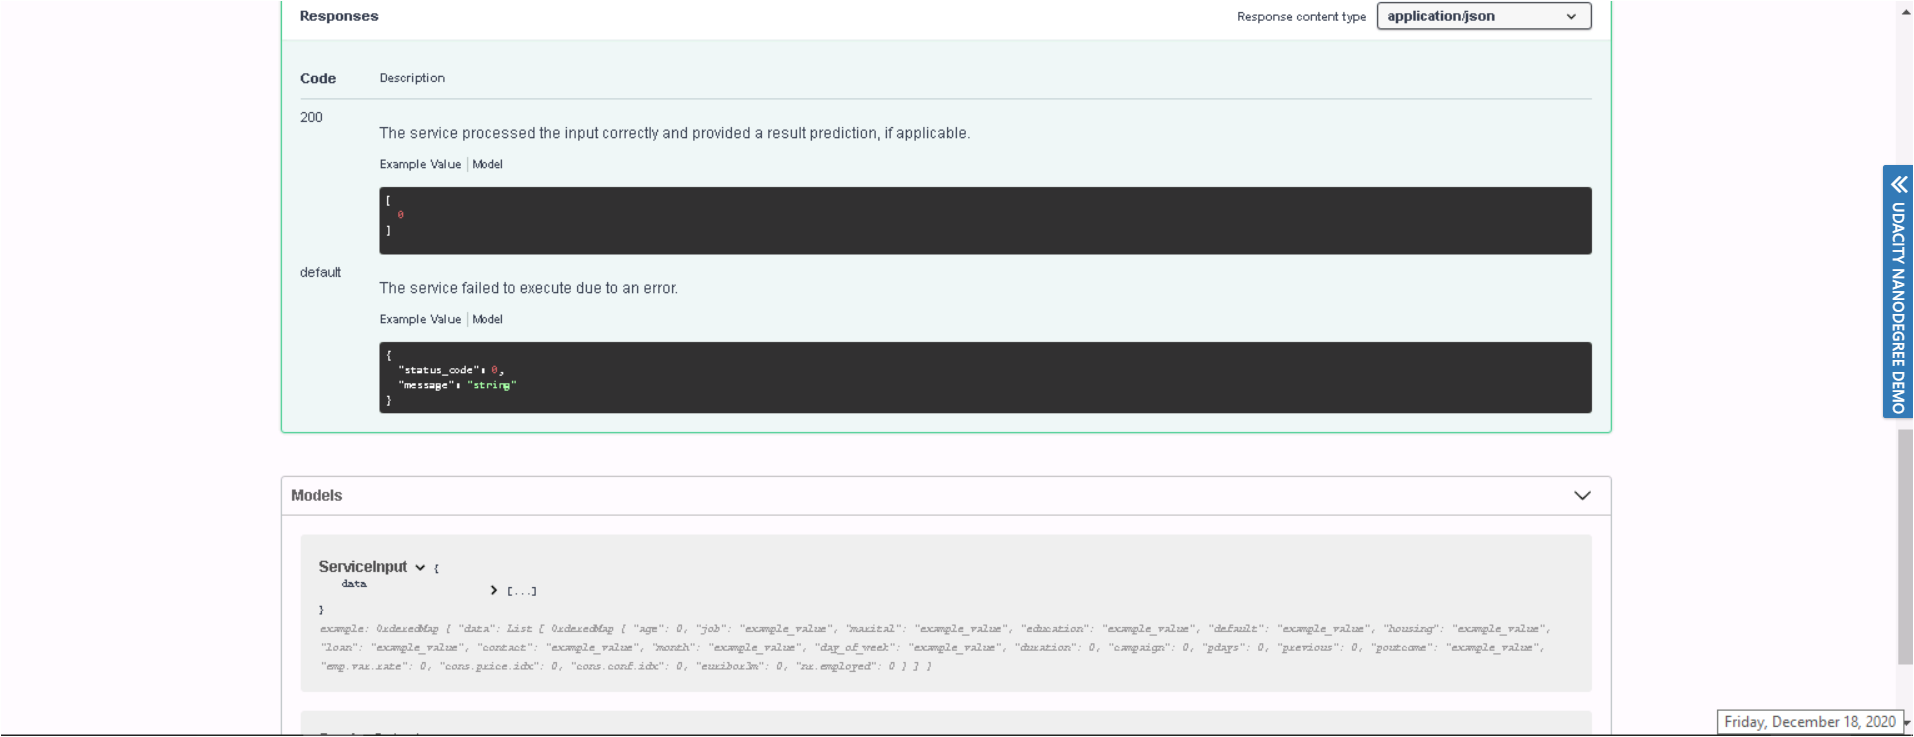 Responses
Response content type application/json
Code Description
200
The service processed the input correctly and provided a result prediction, if applicable.
Example Value Model
[
0
]
default
The service failed to execute due to an error.
Example Value Model
{
"status_code": 0,
"message": "string"
}
Models
ServiceInput {
data
[...]
}
example: OrderedMap { "data": List [ OrderedMap { "age": 0, "job": "example_value", "marital": "example_value", "education": "example_value", "default": "example_value", "housing": "example_value",
"loan": "example_value", "contact": "example_value", "month": "example_value", "day_of_week": "example_value", "duration": 0, "campaign": 0, "pdays": 0, "previous": 0, "poutcome": "example_value",
"emp.var.rate": 0, "cons.price.idx": 0, "cons.conf.idx": 0, "euribor3m": 0, "nr.employed": 0 } ] }
UDACITY NANODEGREE DEMO
Friday, December 18, 2020